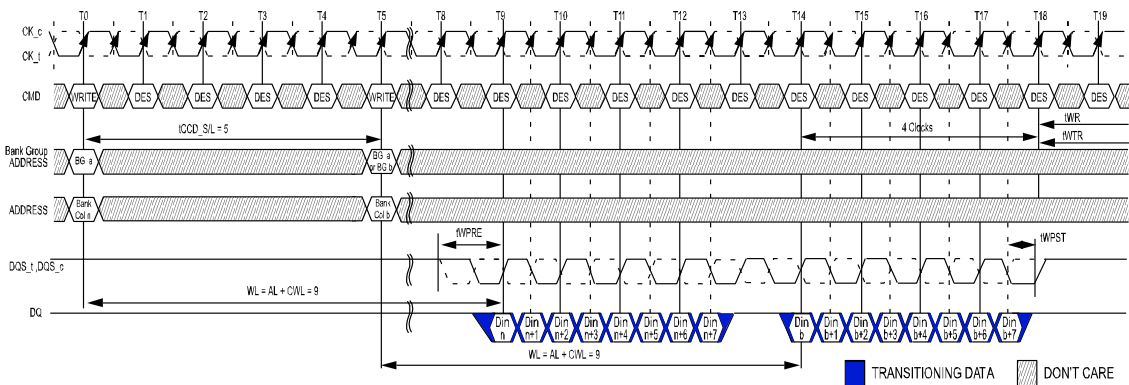 T0 T1 T2 T3 T4 T5 T8 T9 T10 T11 T12 T13 T14 T15 T16 T17 T18 T19
CK_c
CK_t
CMD WRITE DES DES DES DES WRITE DES DES DES DES DES DES DES DES DES DES DES DES
tCCD_S/L = 5
4 Clocks
tWR
tWTR
Bank Group
ADDRESS
BG a
BG a
or BG b
ADDRESS
Bank
Col n
Bank
Col b
tWPRE
tWPST
DQS_t ,DQS_c
WL = AL + CWL = 9
DQ
Din Din Din Din Din Din Din Din Din Din Din Din Din Din Din Din
n n+1 n+2 n+3 n+4 n+5 n+6 n+7 b b+1 b+2 b+3 b+4 b+5 b+6 b+7
WL = AL + CWL = 9
TRANSITIONING DATA DON'T CARE